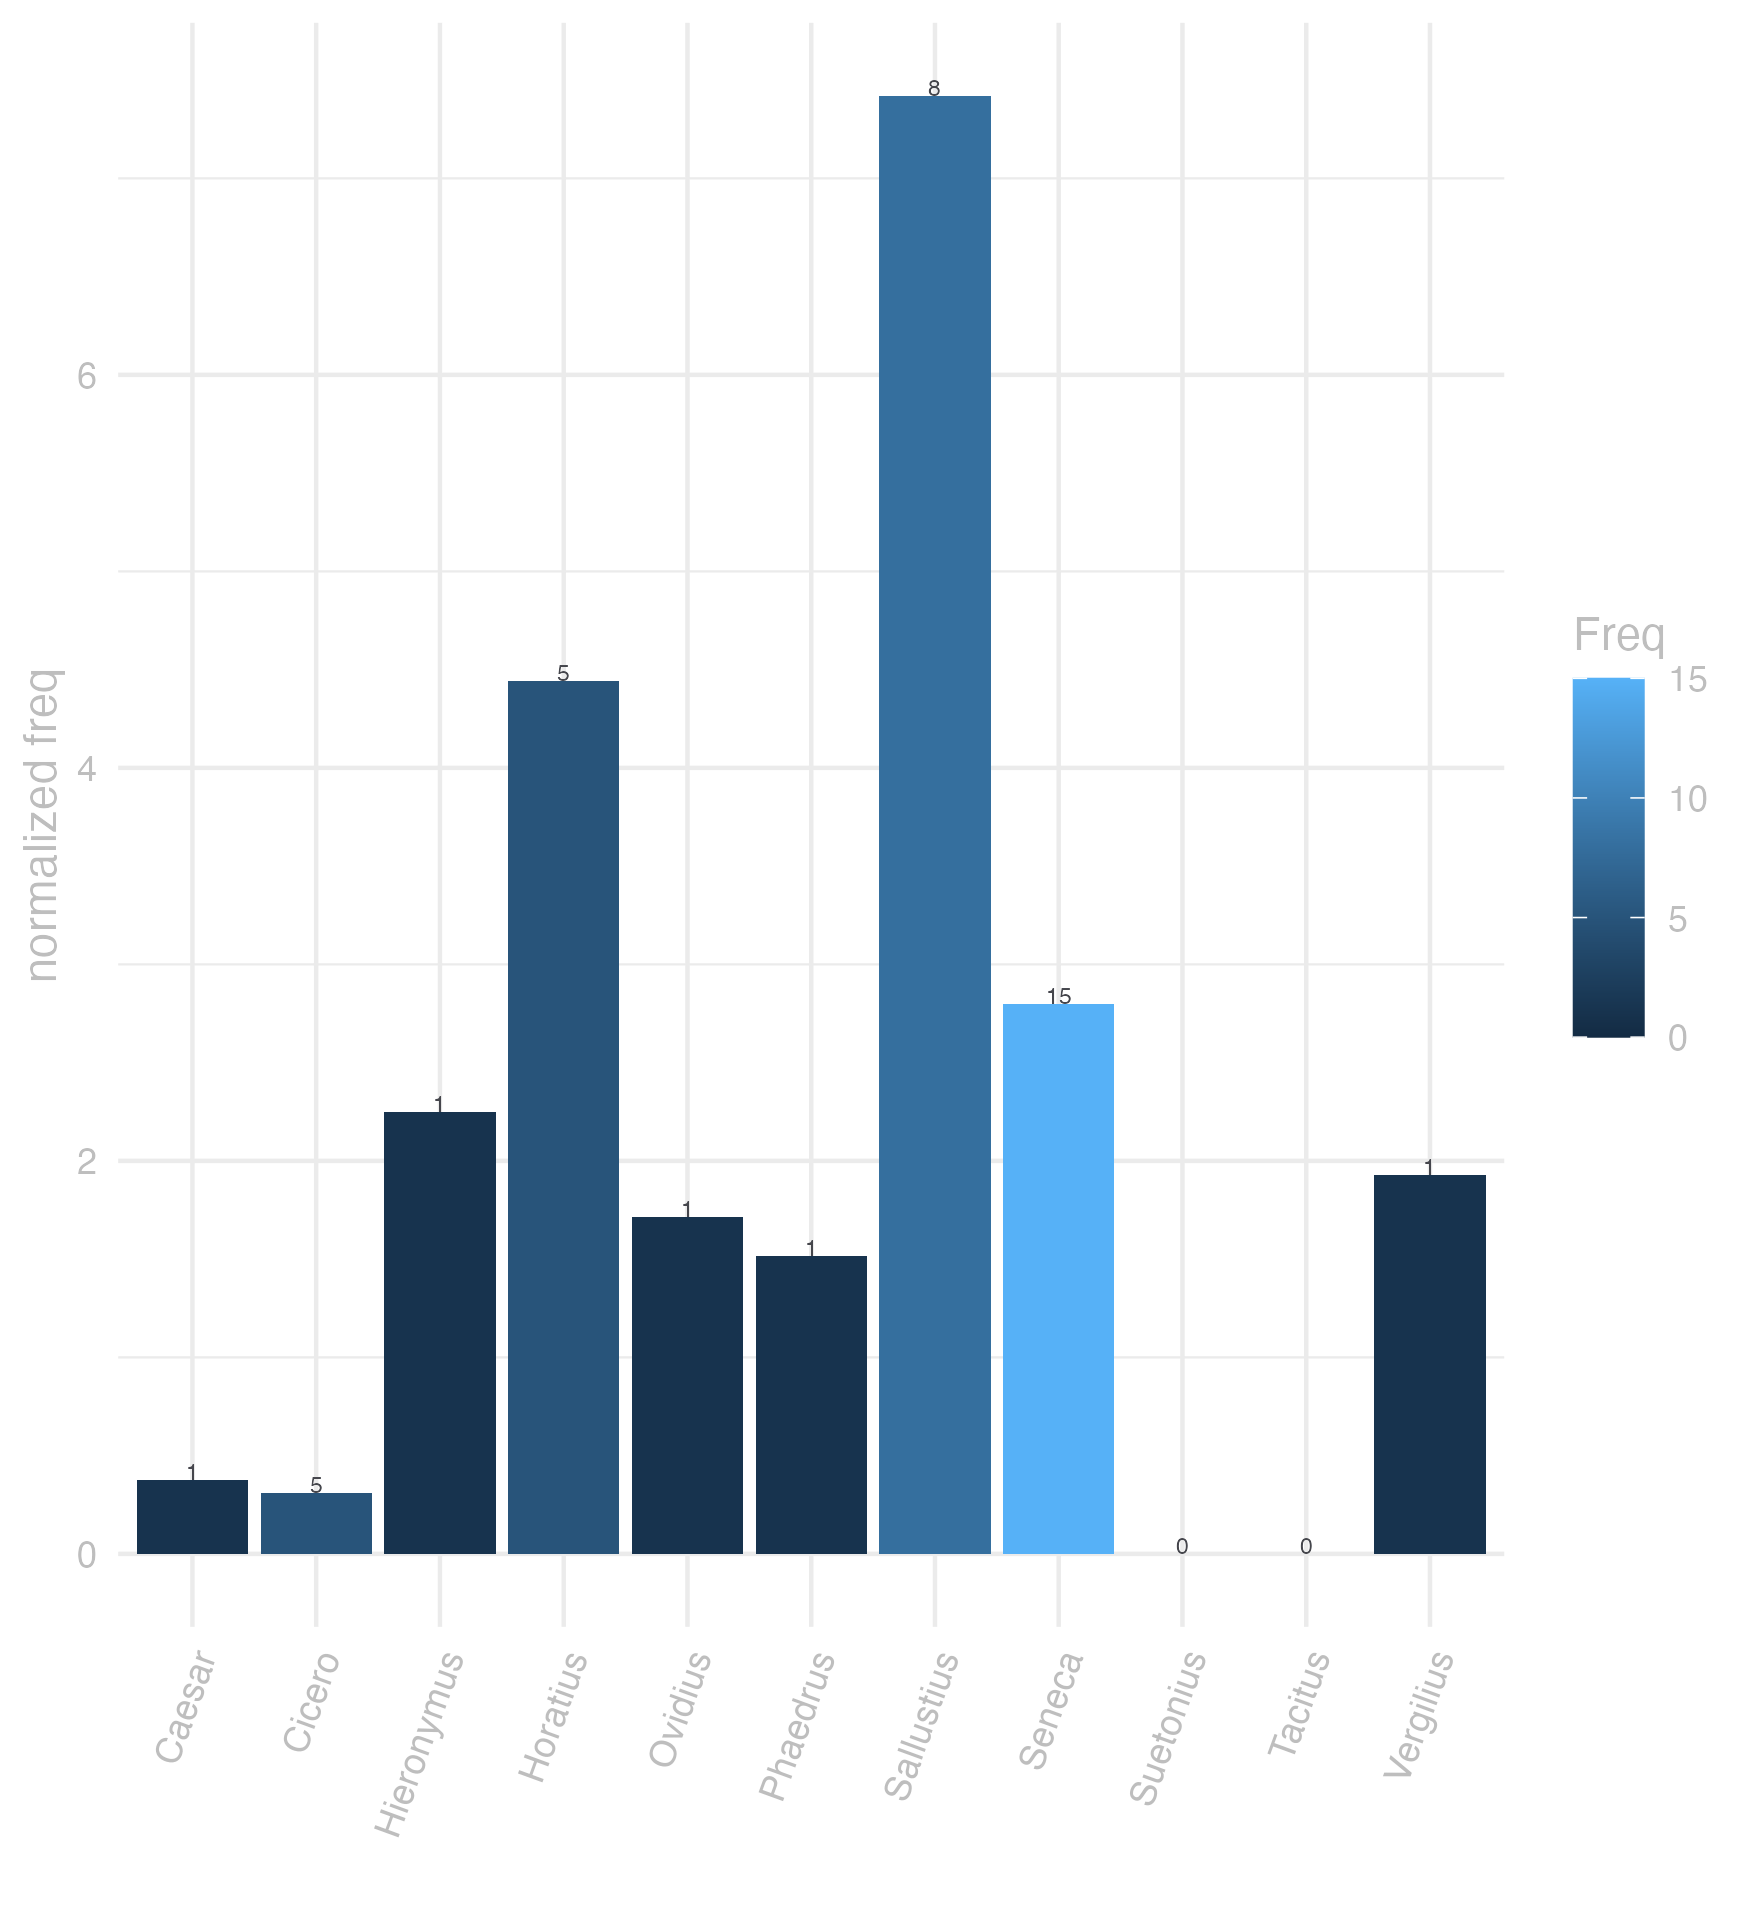 8
6
5
4
15
1
2
1
1
1
1
5
0
0
0
1
normalized freq
Caesar
Cicero
Hieronymus
Horatius
Ovidius
Phaedrus
Sallustius
Seneca
Suetonius
Tacitus
Vergilius
Freq
15
10
5
0